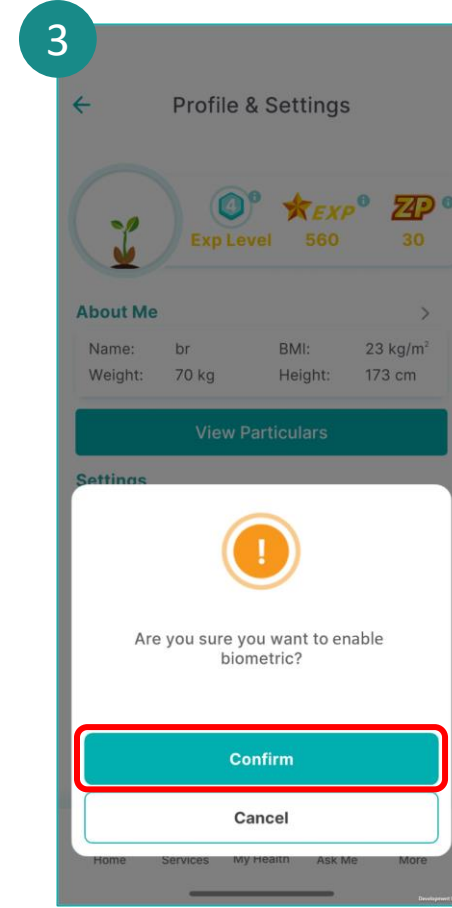 3
Profile & Settings
4
Exp Level
EXP
560
ZP
30
About Me
Name: br BMI: 23 kg/m²
Weight: 70 kg Height: 173 cm
View Particulars
Settings
!
Are you sure you want to enable
biometric?
Confirm
Cancel
Home Services My Health Ask Me More
Development